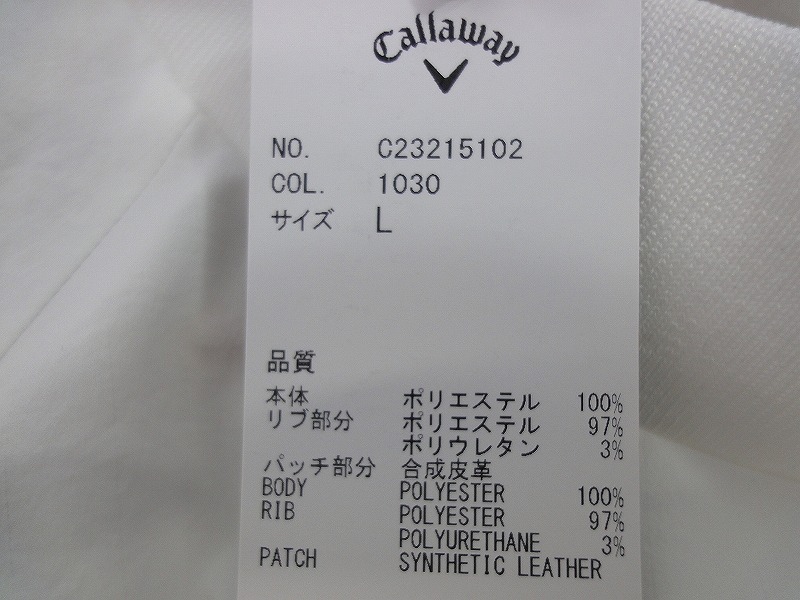 Callaway
NO. C23215102
COL. 1030
サイズ L
品質
本体 ポリエステル 100%
リブ部分 ポリエステル 97%
ポリウレタン 3%
パッチ部分 合成皮革
BODY POLYESTER 100%
RIB POLYESTER 97%
POLYURETHANE 3%
PATCH SYNTHETIC LEATHER